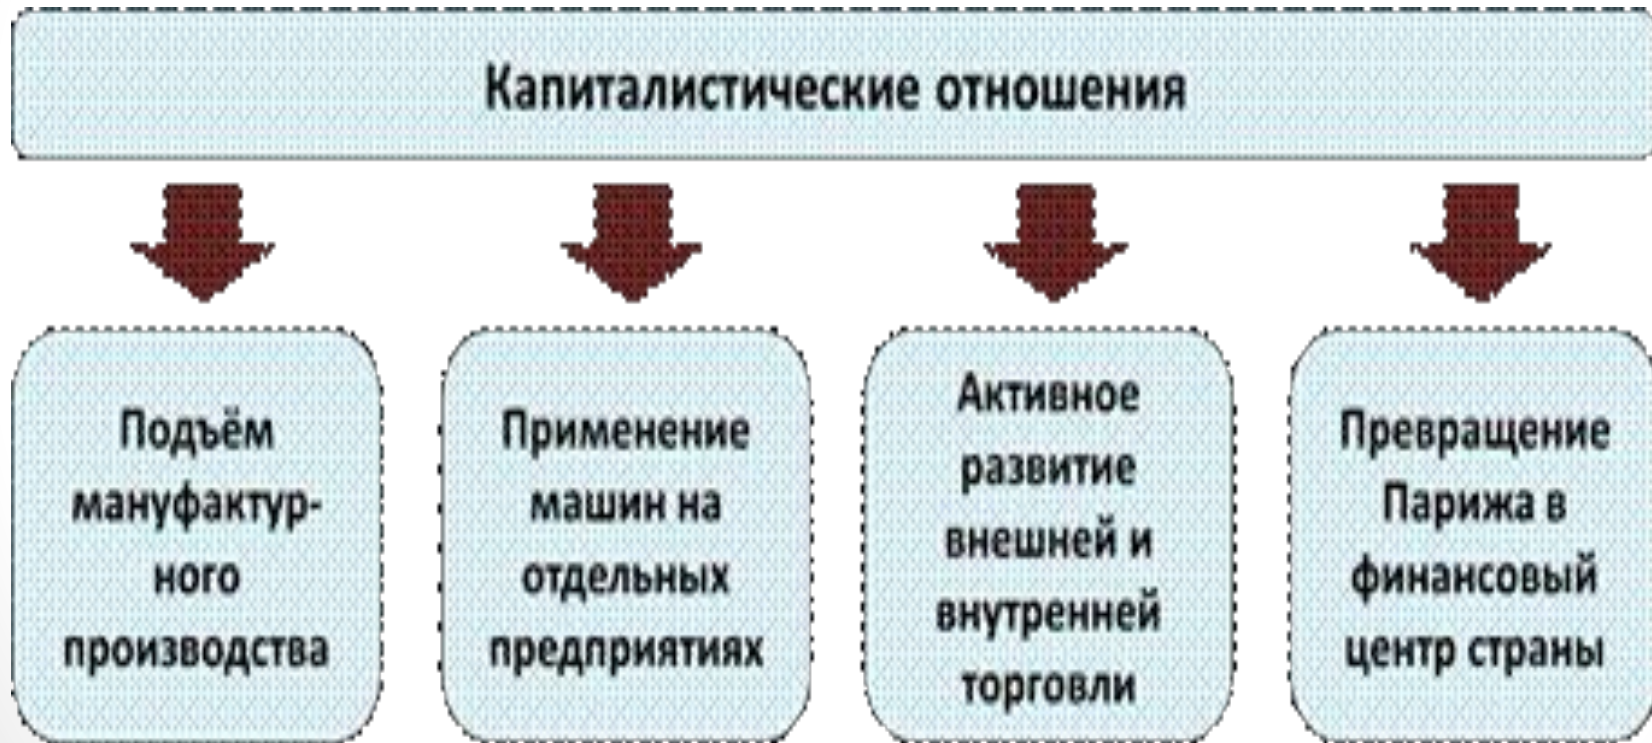 Капиталистические отношения
Подъём
мануфактур-
ного
производства
Применение
машин на
отдельных
предприятиях
Активное
развитие
внешней и
внутренней
торговли
Превращение
Парижа в
финансовый
центр страны